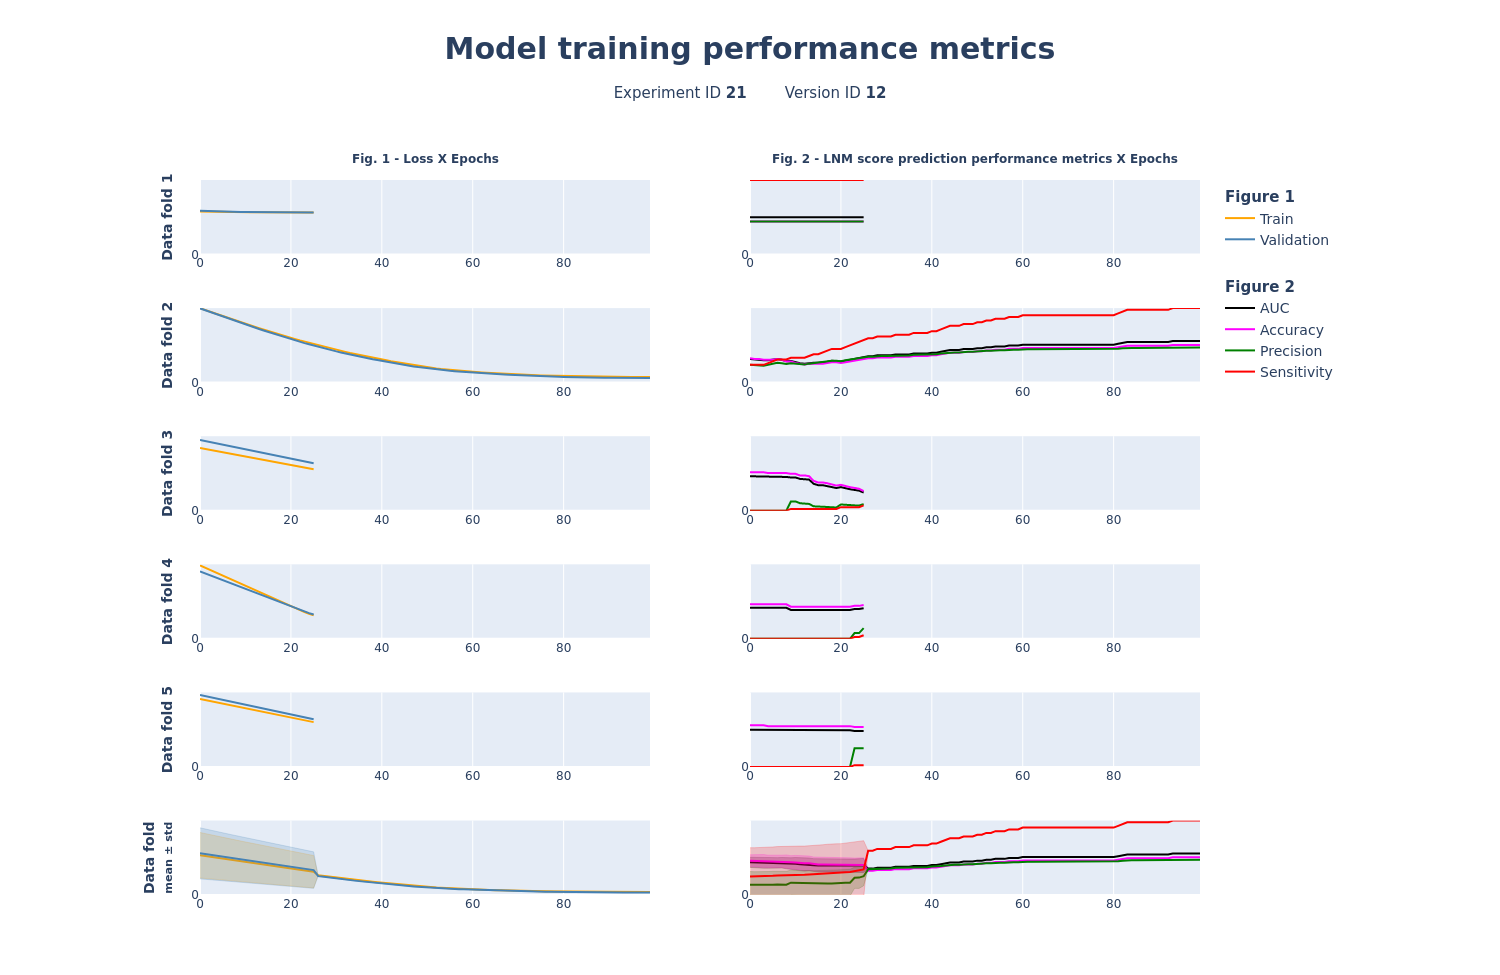 Model training performance metrics
Experiment ID 21 Version ID 12
Fig. 1 - Loss X Epochs
Fig. 2 - LNM score prediction performance metrics X Epochs
Data fold 1
0
0 20 40 60 80
0
0 20 40 60 80
Figure 1
Train
Validation
Figure 2
AUC
Accuracy
Precision
Sensitivity
Data fold 2
0
0 20 40 60 80
0
0 20 40 60 80
Data fold 3
0
0 20 40 60 80
0
0 20 40 60 80
Data fold 4
0
0 20 40 60 80
0
0 20 40 60 80
Data fold 5
0
0 20 40 60 80
0
0 20 40 60 80
Data fold
mean ± std
0
0 20 40 60 80
0
0 20 40 60 80